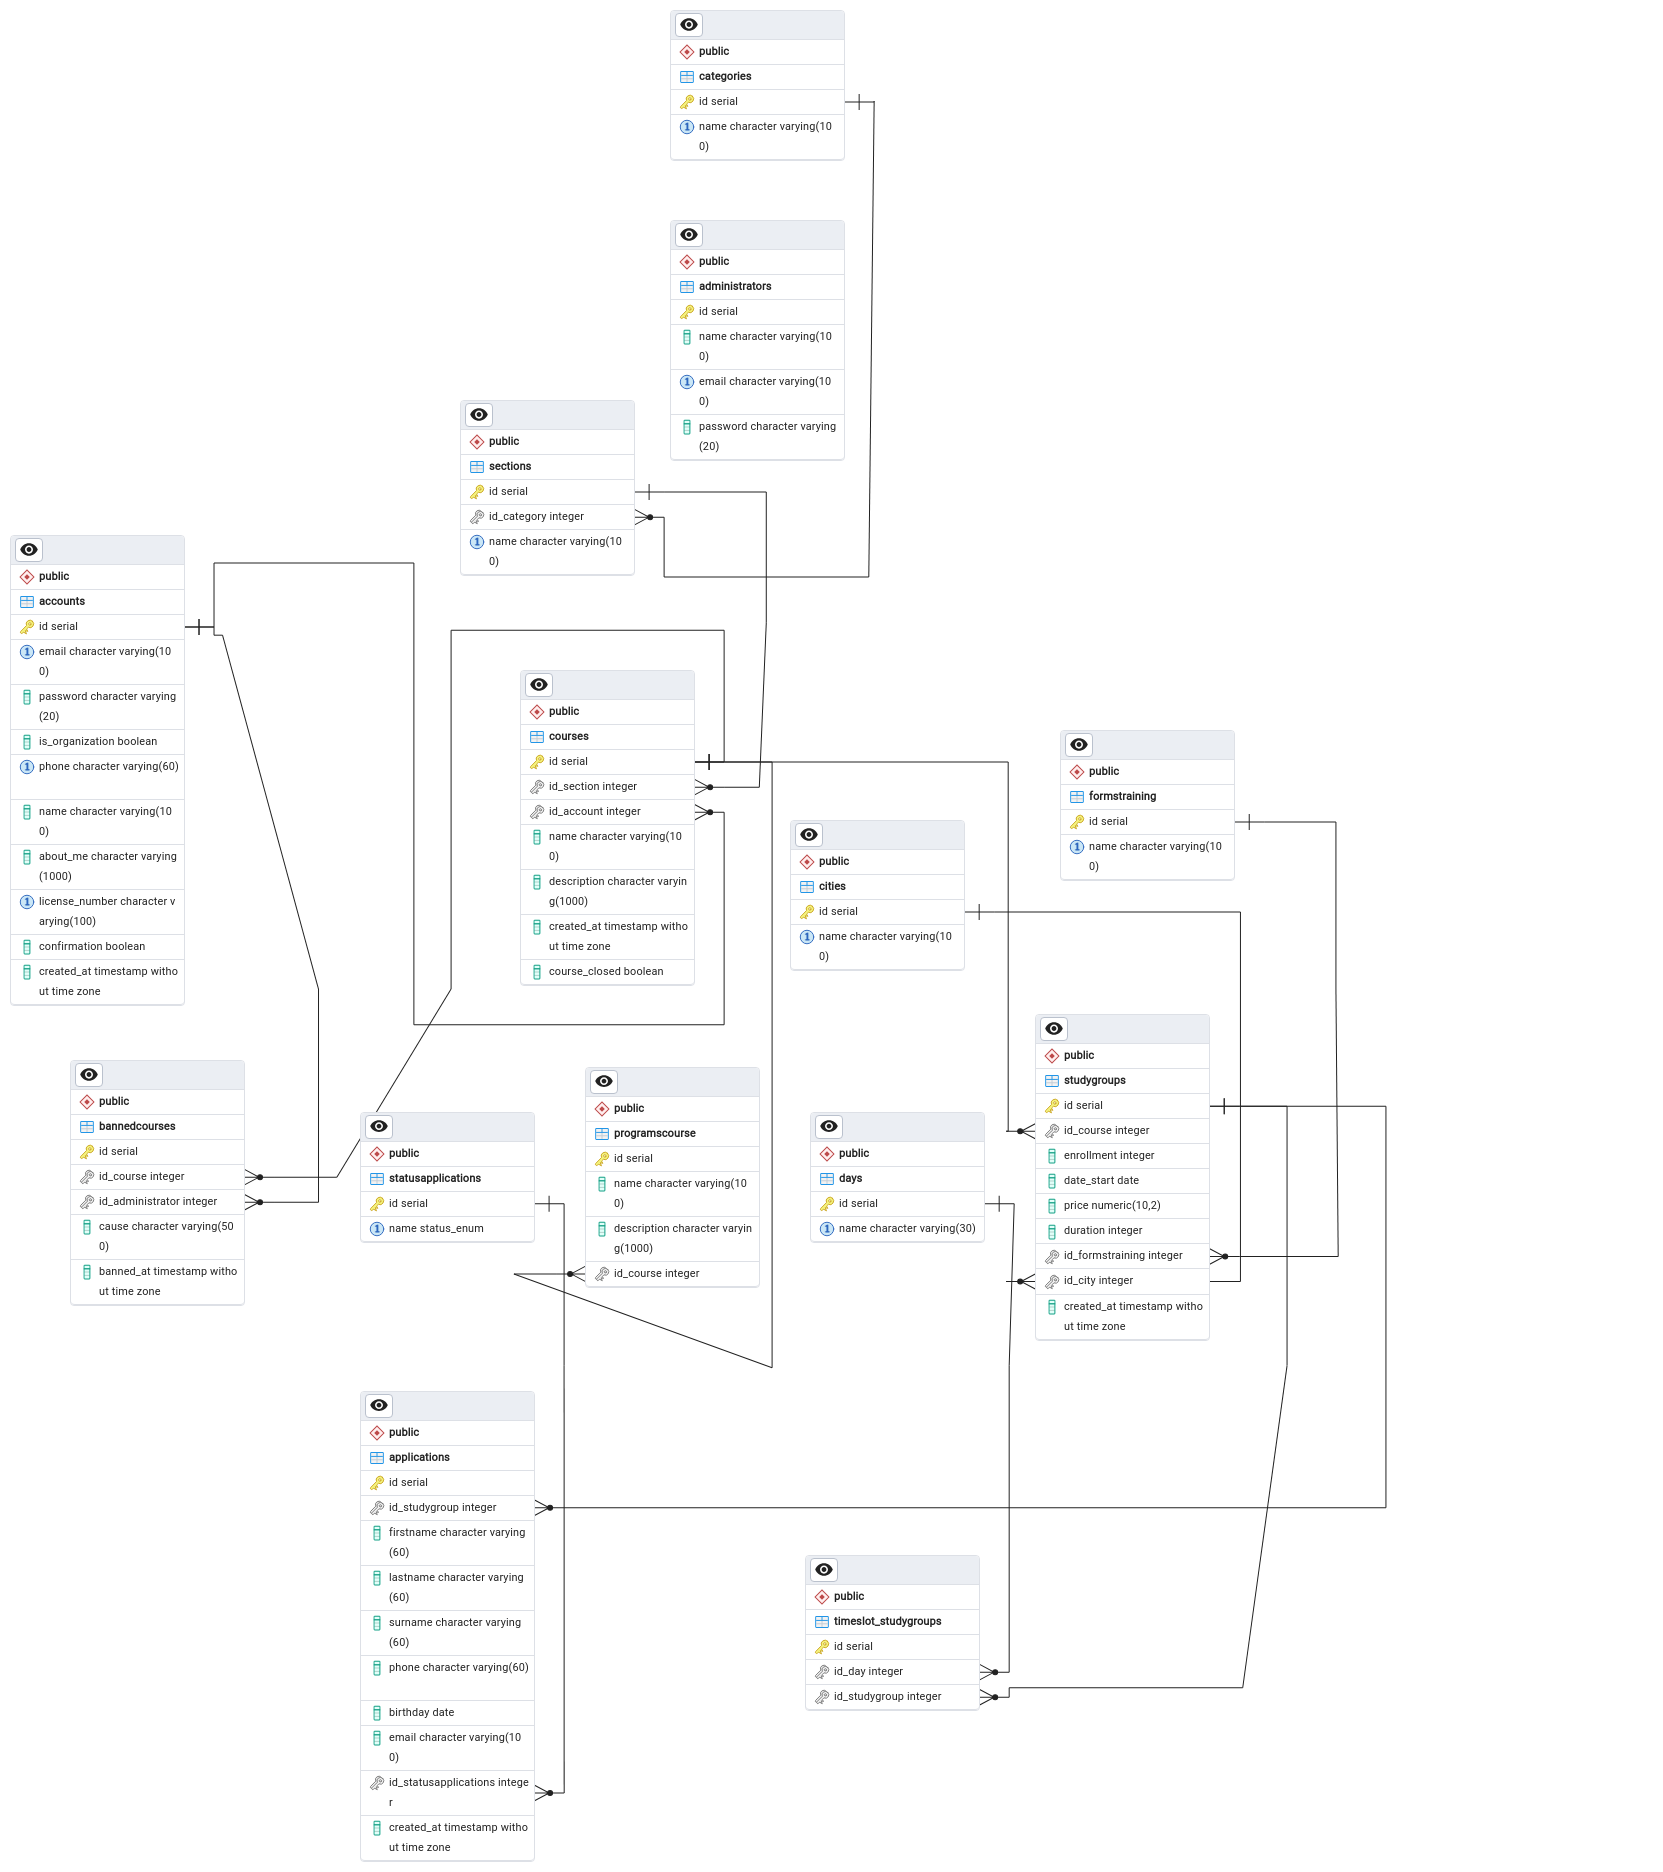 public
categories
id serial
name character varying(10
0)
public
administrators
id serial
name character varying(10
0)
email character varying(10
0)
password character varying
(20)
public
sections
id serial
id_category integer
name character varying(10
0)
public
accounts
id serial
email character varying(10
0)
password character varying
(20)
is_organization boolean
phone character varying(60)
name character varying(10
0)
about_me character varying
(1000)
license_number character v
arying(100)
confirmation boolean
created_at timestamp witho
ut time zone
public
courses
id serial
id_section integer
id_account integer
name character varying(10
0)
description character varyin
g(1000)
created_at timestamp witho
ut time zone
course_closed boolean
public
formstraining
id serial
name character varying(10
0)
public
cities
id serial
name character varying(10
0)
public
studygroups
id serial
id_course integer
enrollment integer
date_start date
price numeric(10,2)
duration integer
id_formstraining integer
id_city integer
created_at timestamp witho
ut time zone
public
bannedcourses
id serial
id_course integer
id_administrator integer
cause character varying(50
0)
banned_at timestamp witho
ut time zone
public
statusapplications
id serial
name status_enum
public
programscourse
id serial
name character varying(10
0)
description character varyin
g(1000)
id_course integer
public
days
id serial
name character varying(30)
public
applications
id serial
id_studygroup integer
firstname character varying
(60)
lastname character varying
(60)
surname character varying
(60)
phone character varying(60)
birthday date
email character varying(10
0)
id_statusapplications intege
r
created_at timestamp witho
ut time zone
public
timeslot_studygroups
id serial
id_day integer
id_studygroup integer